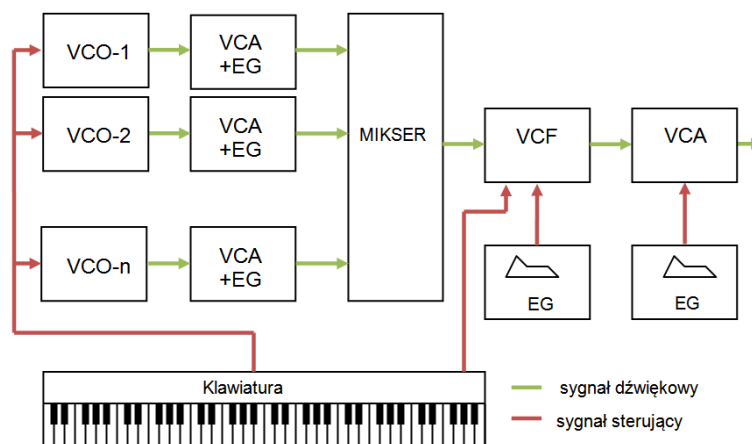 VCO-1
VCA
+EG
VCO-2
VCA
+EG
MIKSER
VCF
VCA
VCO-n
VCA
+EG
EG
EG
Klawiatura
sygnał dźwiękowy
sygnał sterujący